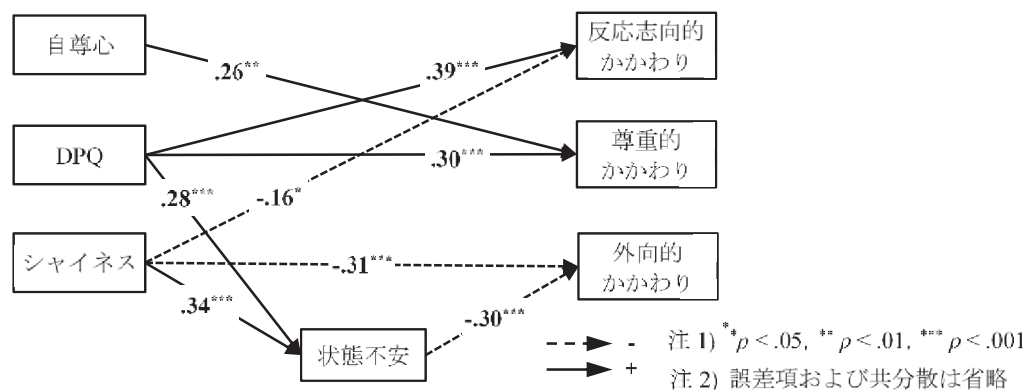 自尊心
反応志向的
かかわり
.26**
.39***
DPQ
尊重的
かかわり
.30***
.28***
-.16*
シャイネス
外向的
かかわり
-.31***
.34***
-.30***
状態不安
-
+
注 1) *p < .05, ** p < .01, *** p < .001
注 2) 誤差項および共分散は省略